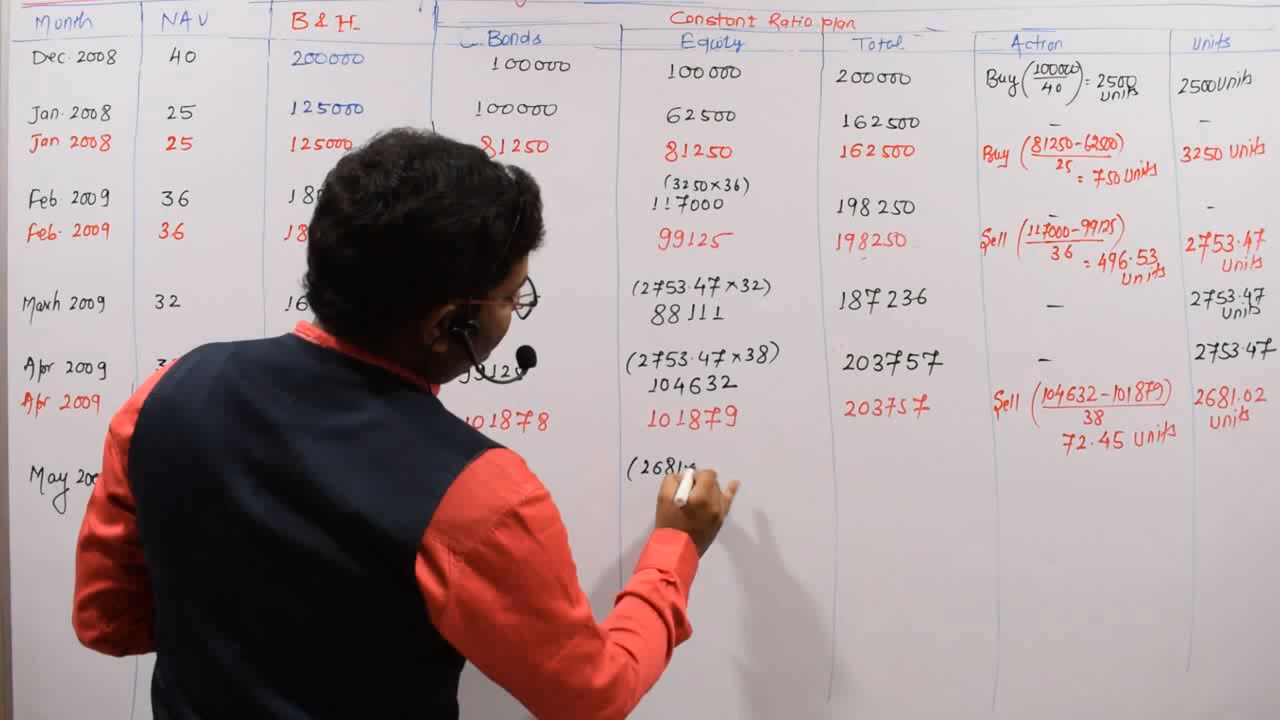 Month NAV B & H Constant Ratio plan
Bonds Equity Total Action Units
Dec 2008 40 200000 100000 100000 200000 Buy (100000/40) = 2500 Units 2500 Units
Jan. 2008 25 125000 100000 62500 162500 – –
Jan 2008 25 125000 81250 81250 162500 Buy (81250-62500)/25 = 750 Units 3250 Units
(3250×36)
Feb. 2009 36 117000 198250 – –
Feb. 2009 36 99125 198250 Sell (117000-99125)/36 = 496.53 Units 2753.47 Units
(2753.47×32)
March 2009 32 88111 187236 – 2753.47 Units
(2753.47×38)
Apr 2009 104632 203757 – 2753.47
Apr 2009 101878 101879 203757 Sell (104632-101879)/38 72.45 Units 2681.02 Units
May (2681.